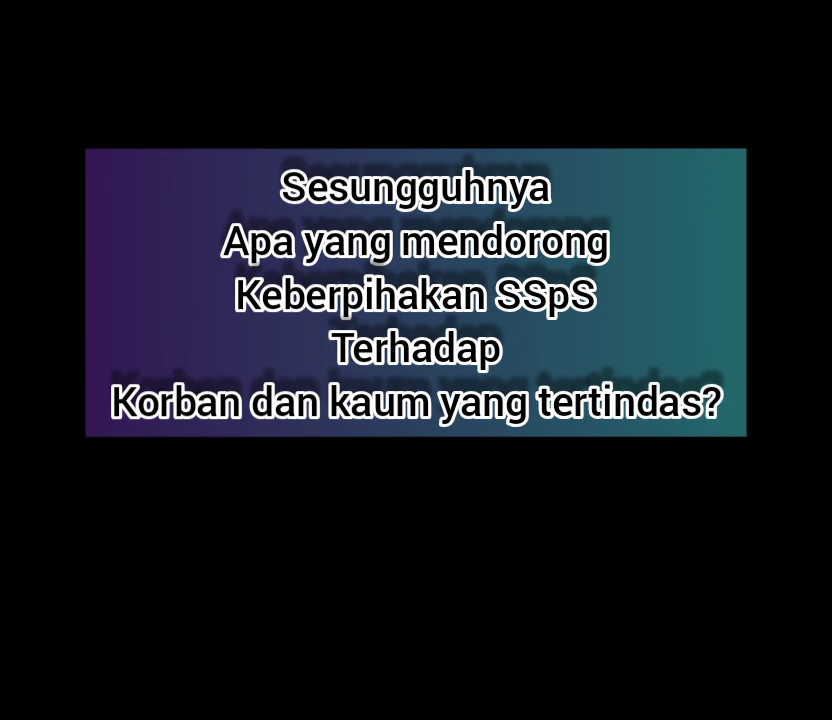 Sesungguhnya
Apa yang mendorong
Keberpihakan SSpS
Terhadap
Korban dan kaum yang tertindas?